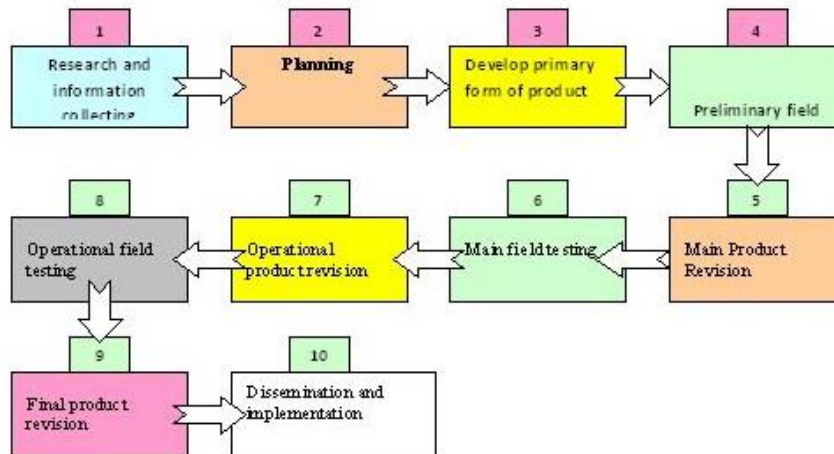 1
Research and
information
collecting
2
Planning
3
Develop primary
form of product
4
Preliminary field
5
Main Product
Revision
6
Main field testing
7
Operational
product revision
8
Operational field
testing
9
Final product
revision
10
Dissemination and
implementation